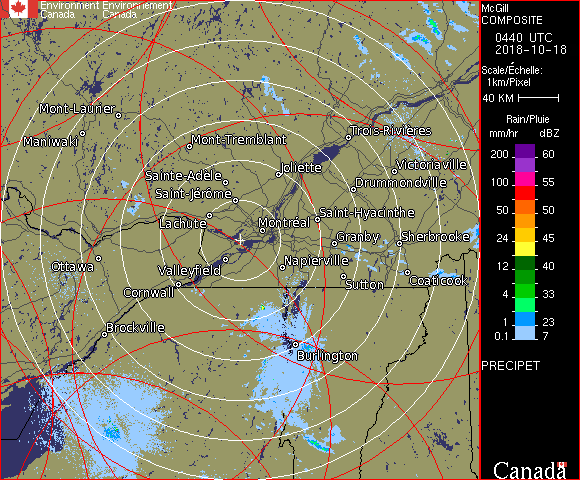 Environment Environnement
Canada Canada
McGill
COMPOSITE
0440 UTC
2018-10-18
Scale/Échelle:
1km/Pixel
40 KM
Rain/Pluie
mm/hr dBZ
200 60
100 55
50 50
24 45
12 40
4 33
1 23
0.1 7
PRECIPET
Canada
Mont-Laurier
Maniwaki
Mont-Tremblant
Trois-Rivières
Victoriaville
Joliette
Sainte-Adèle
Drummondville
Saint-Jérôme
Saint-Hyacinthe
Lachute
Montréal
Granby
Sherbrooke
Ottawa
Valleyfield
Napierville
Sutton
Coaticook
Cornwall
Brockville
Burlington